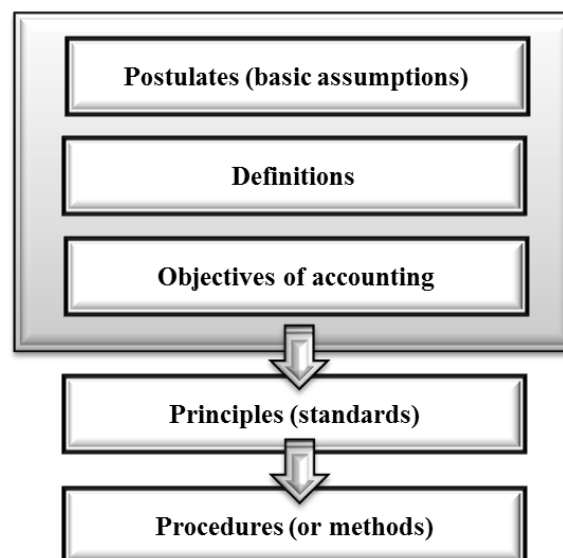 Postulates (basic assumptions)
Definitions
Objectives of accounting
Principles (standards)
Procedures (or methods)